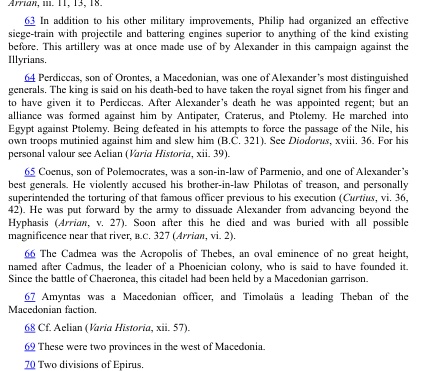 Arrian, iii. 11, 13, 18.
63 In addition to his other military improvements, Philip had organized an effective
siege-train with projectile and battering engines superior to anything of the kind existing
before. This artillery was at once made use of by Alexander in this campaign against the
Illyrians.
64 Perdiccas, son of Orontes, a Macedonian, was one of Alexander's most distinguished
generals. The king is said on his death-bed to have taken the royal signet from his finger and
to have given it to Perdiccas. After Alexander's death he was appointed regent; but an
alliance was formed against him by Antipater, Craterus, and Ptolemy. He marched into
Egypt against Ptolemy. Being defeated in his attempts to force the passage of the Nile, his
own troops mutinied against him and slew him (B.C. 321). See Diodorus, xviii. 36. For his
personal valour see Aelian (Varia Historia, xii. 39).
65 Coenus, son of Polemocrates, was a son-in-law of Parmenio, and one of Alexander's
best generals. He violently accused his brother-in-law Philotas of treason, and personally
superintended the torturing of that famous officer previous to his execution (Curtius, vi. 36,
42). He was put forward by the army to dissuade Alexander from advancing beyond the
Hyphasis (Arrian, v. 27). Soon after this he died and was buried with all possible
magnificence near that river, B.C. 327 (Arrian, vi. 2).
66 The Cadmea was the Acropolis of Thebes, an oval eminence of no great height,
named after Cadmus, the leader of a Phoenician colony, who is said to have founded it.
Since the battle of Chaeronea, this citadel had been held by a Macedonian garrison.
67 Amyntas was a Macedonian officer, and Timolaüs a leading Theban of the
Macedonian faction.
68 Cf. Aelian (Varia Historia, xii. 57).
69 These were two provinces in the west of Macedonia.
70 Two divisions of Epirus.